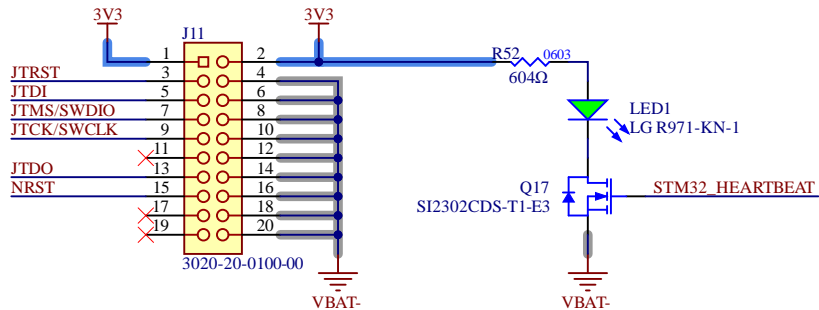 3V3
3V3
J11
1
2
R52
0603
604Ω
JTRST
3
4
JTDI
5
6
JTMS/SWDIO
7
8
JTCK/SWCLK
9
10
11
12
JTDO
13
14
NRST
15
16
17
18
19
20
3020-20-0100-00
VBAT-
LED1
LG R971-KN-1
Q17
SI2302CDS-T1-E3
STM32_HEARTBEAT
VBAT-